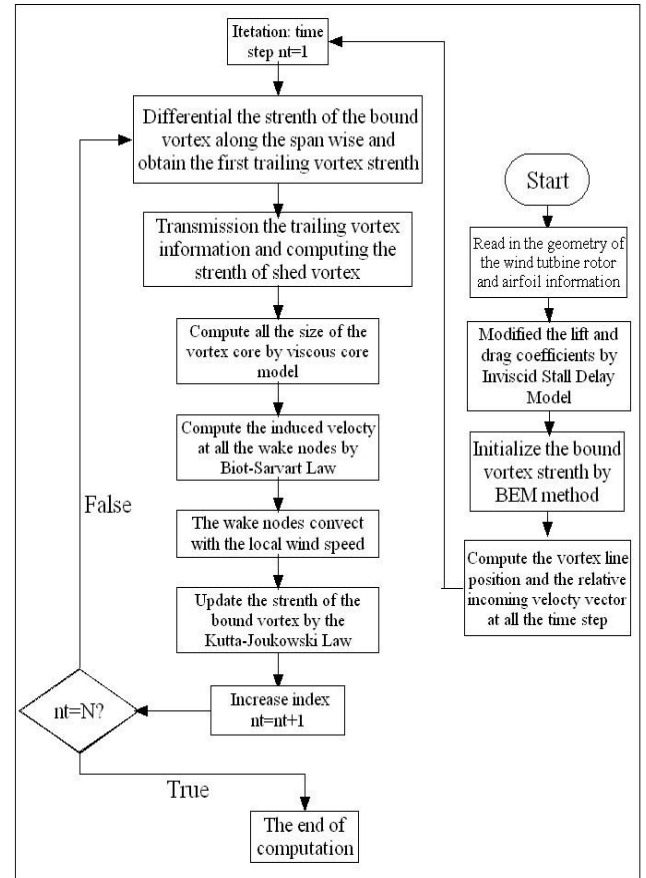 Itetation: time
step nt=1
Differential the strenth of the bound
vortex along the span wise and
obtain the first trailing vortex strenth
Transmission the trailing vortex
information and computing the
strenth of shed vortex
Compute all the size of the
vortex core by viscous core
model
Compute the induced velocty
at all the wake nodes by
Biot-Sarvart Law
The wake nodes convect
with the local wind speed
Update the strenth of the
bound vortex by the
Kutta-Joukowski Law
Increase index
nt=nt+1
nt=N?
False
True
The end of
computation
Start
Read in the geometry of
the wind tutbine rotor
and airfoil information
Modified the lift and
drag coefficients by
Inviscid Stall Delay
Model
Initialize the bound
vortex strenth by
BEM method
Compute the vortex line
position and the relative
incoming velocty vector
at all the time step